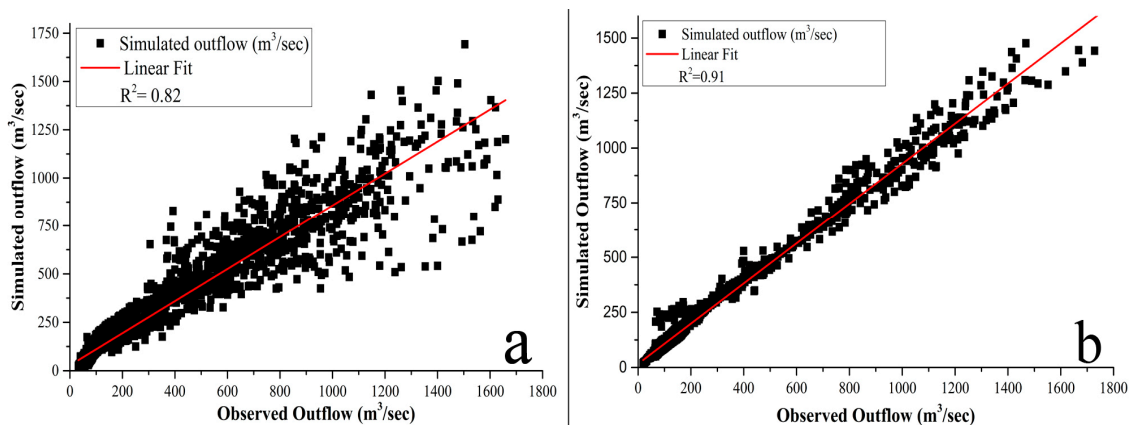 1750
1500
1250
1000
750
500
250
0
Simulated outflow (m³/sec)
Simulated outflow (m³/sec)
Linear Fit
R²= 0.82
a
0 200 400 600 800 1000 1200 1400 1600 1800
Observed Outflow (m³/sec)
1500
1250
1000
750
500
250
0
Simulated Outflow (m³/sec)
Simulated outflow (m³/sec)
Linear Fit
R²=0.91
b
0 200 400 600 800 1000 1200 1400 1600 1800
Observed Outflow (m³/sec)